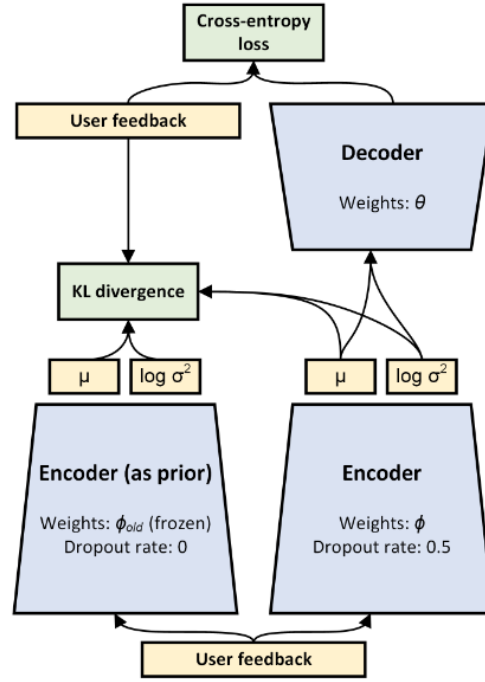 Cross-entropy
loss
User feedback
Decoder
Weights: θ
KL divergence
μ
log σ²
μ
log σ²
Encoder (as prior)
Weights: ϕold (frozen)
Dropout rate: 0
Encoder
Weights: ϕ
Dropout rate: 0.5
User feedback